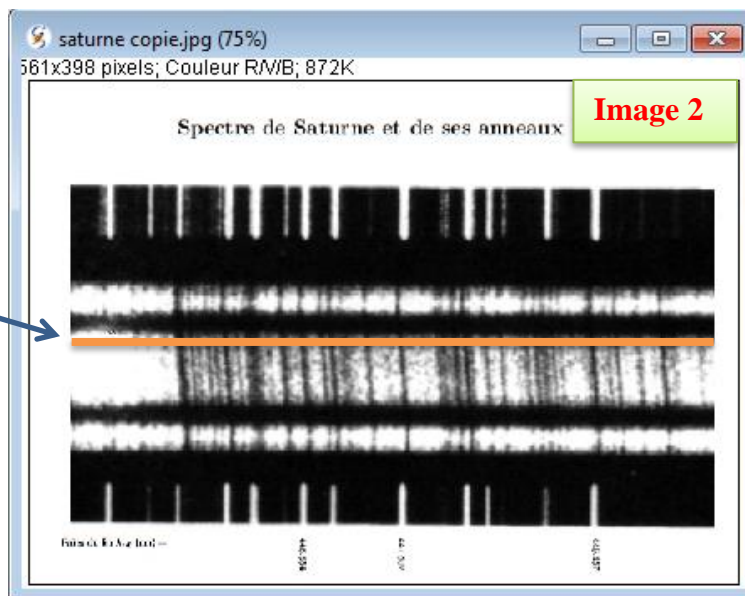 saturne copie.jpg (75%)
561x398 pixels; Couleur R/V/B; 872K
Image 2
Spectre de Saturne et de ses anneaux